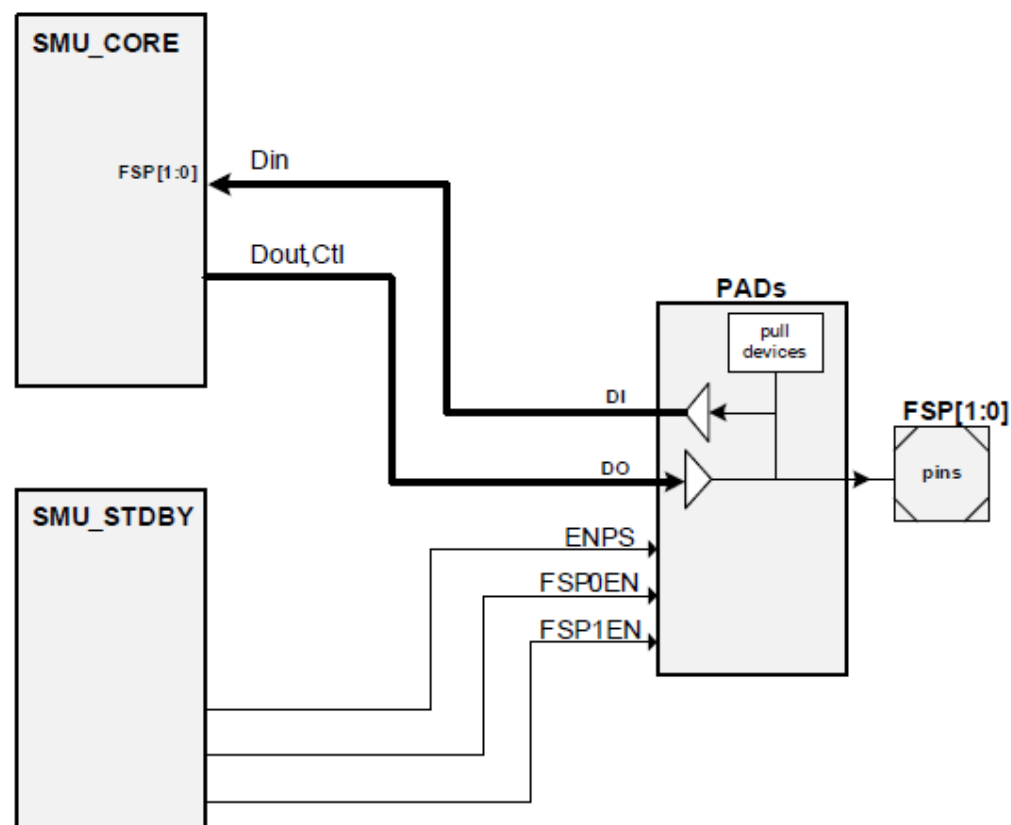 SMU_CORE
FSP[1:0]
Din
Dout,Ctl
PADs
pull
devices
DI
DO
FSP[1:0]
pins
SMU_STDBY
ENPS
FSP0EN
FSP1EN